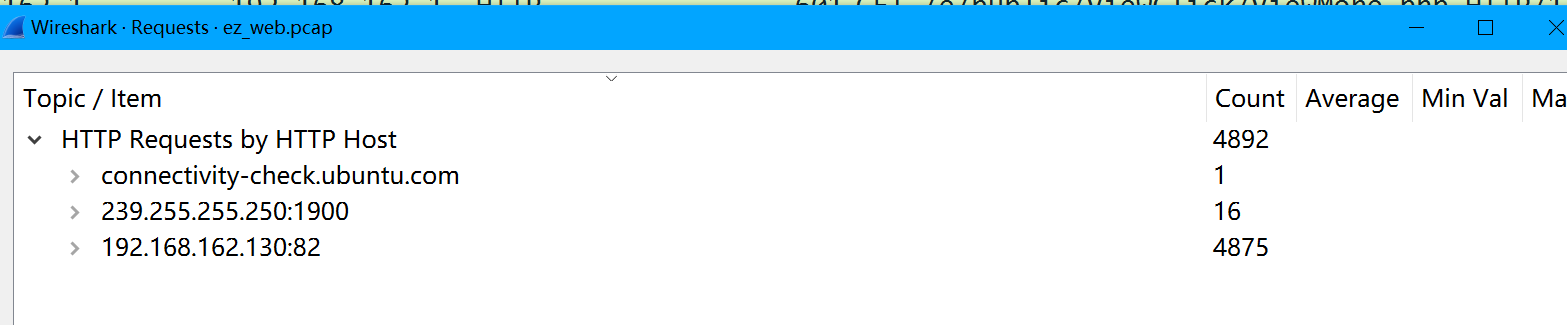 Wireshark · Requests · ez_web.pcap
Topic / Item Count Average Min Val Ma
HTTP Requests by HTTP Host 4892
connectivity-check.ubuntu.com 1
239.255.255.250:1900 16
192.168.162.130:82 4875